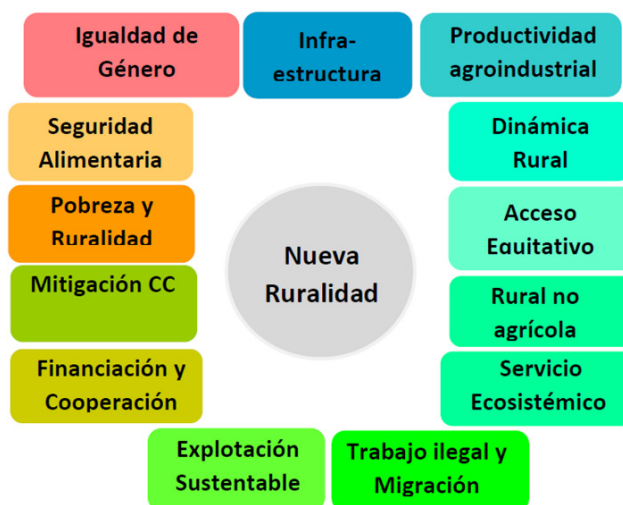 Igualdad de
Género
Infra-
estructura
Productividad
agroindustrial
Seguridad
Alimentaria
Dinámica
Rural
Pobreza y
Ruralidad
Acceso
Equitativo
Nueva
Ruralidad
Mitigación CC
Rural no
agrícola
Financiación y
Cooperación
Servicio
Ecosistémico
Explotación
Sustentable
Trabajo ilegal y
Migración